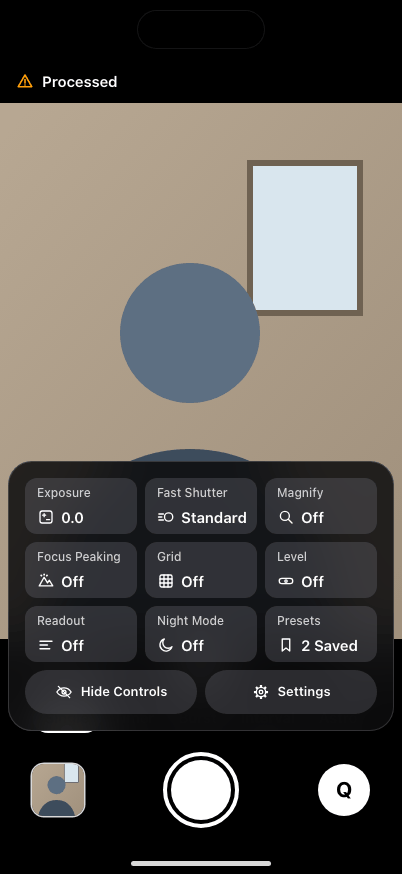 Processed
Exposure
0.0
Fast Shutter
Standard
Magnify
Off
Focus Peaking
Off
Grid
Off
Level
Off
Readout
Off
Night Mode
Off
Presets
2 Saved
Hide Controls
Settings
Q